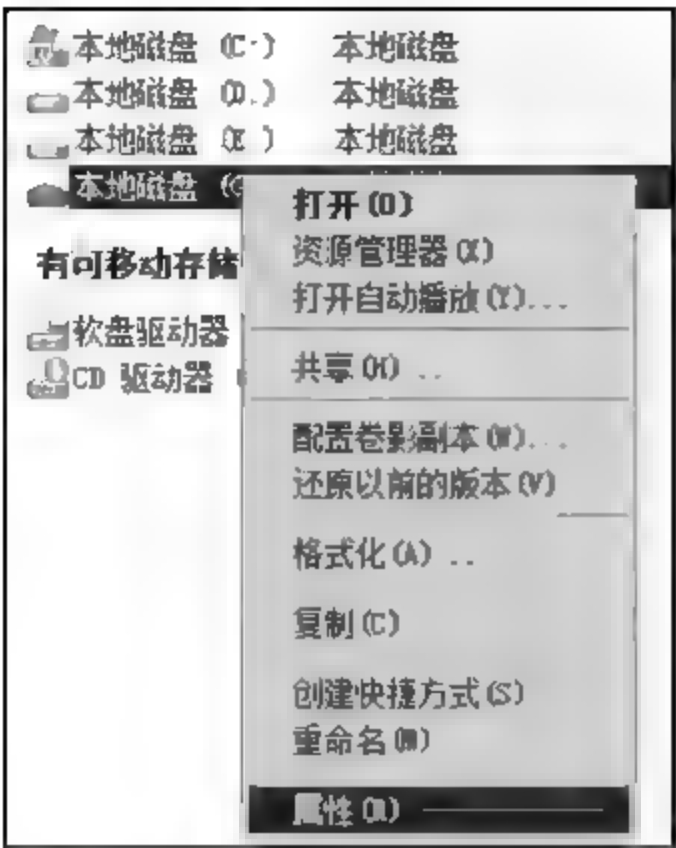 本地磁盘 (C:) 本地磁盘
本地磁盘 (D:) 本地磁盘
本地磁盘 (E:) 本地磁盘
本地磁盘 (G
有可移动存储
软盘驱动器
CD 驱动器 (
打开(O)
资源管理器(X)
打开自动播放(Y)...
共享(H)...
配置卷影副本(W)...
还原以前的版本(V)
格式化(A)...
复制(C)
创建快捷方式(S)
重命名(M)
属性(R)